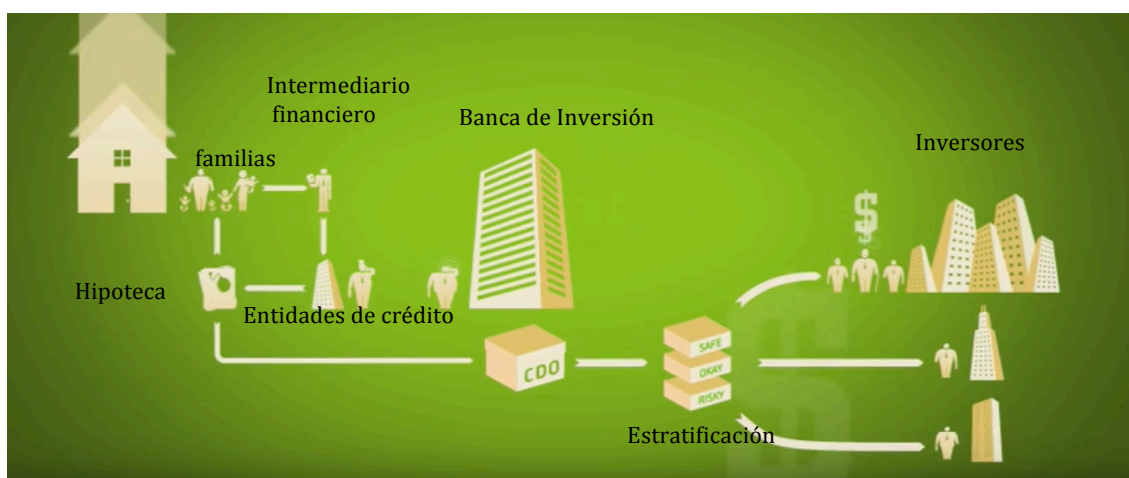 Intermediario
financiero
Banca de Inversión
Inversores
familias
$
Hipoteca
Entidades de crédito
CDO
SAFE
OKAY
RISKY
Estratificación
$